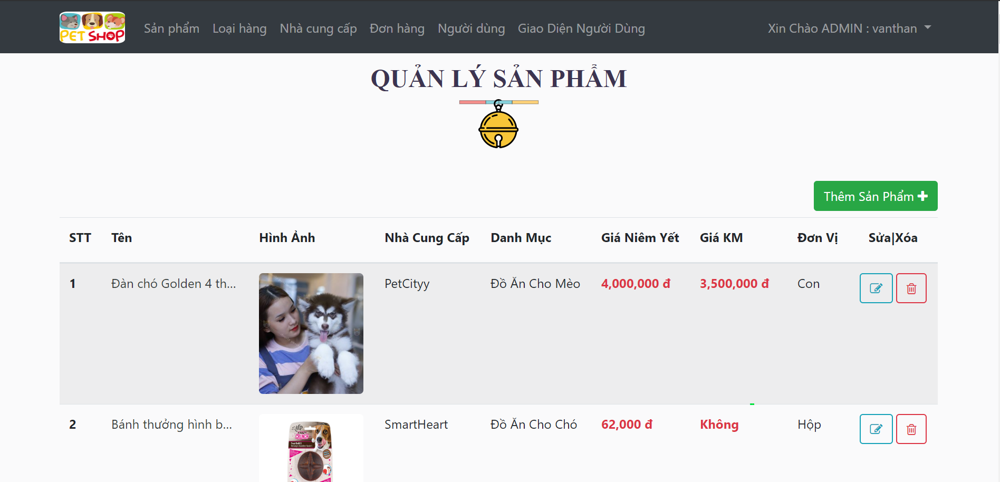 PET SHOP
Sản phẩm Loại hàng Nhà cung cấp Đơn hàng Người dùng Giao Diện Người Dùng Xin Chào ADMIN : vanthan
QUẢN LÝ SẢN PHẨM
Thêm Sản Phẩm
STT Tên Hình Ảnh Nhà Cung Cấp Danh Mục Giá Niêm Yết Giá KM Đơn Vị Sửa|Xóa
1 Đàn chó Golden 4 th... PetCityy Đồ Ăn Cho Mèo 4,000,000 đ 3,500,000 đ Con
2 Bánh thưởng hình b... SmartHeart Đồ Ăn Cho Chó 62,000 đ Không Hộp
afp
CRUNCH